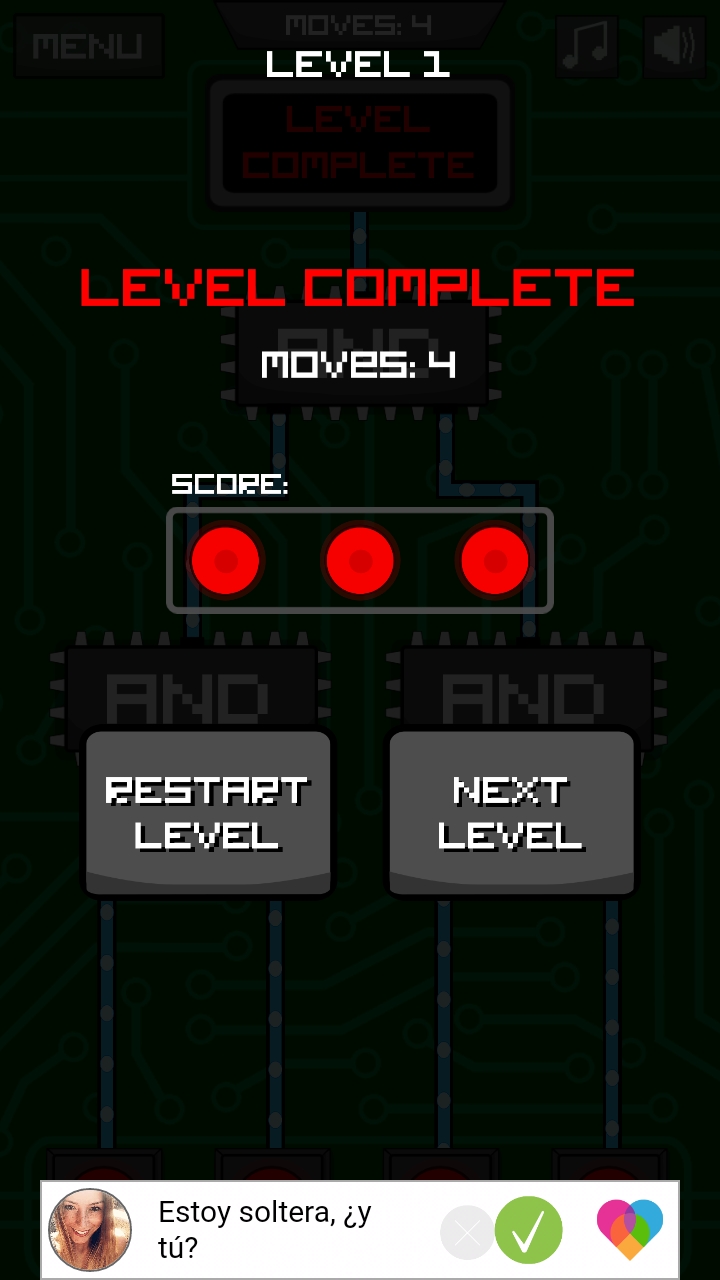 MENU
MOVES: 4
LEVEL 1
LEVEL
COMPLETE
LEVEL COMPLETE
AND
MOVES: 4
SCORE:
AND
AND
RESTART
LEVEL
NEXT
LEVEL
Estoy soltera, ¿y
tú?